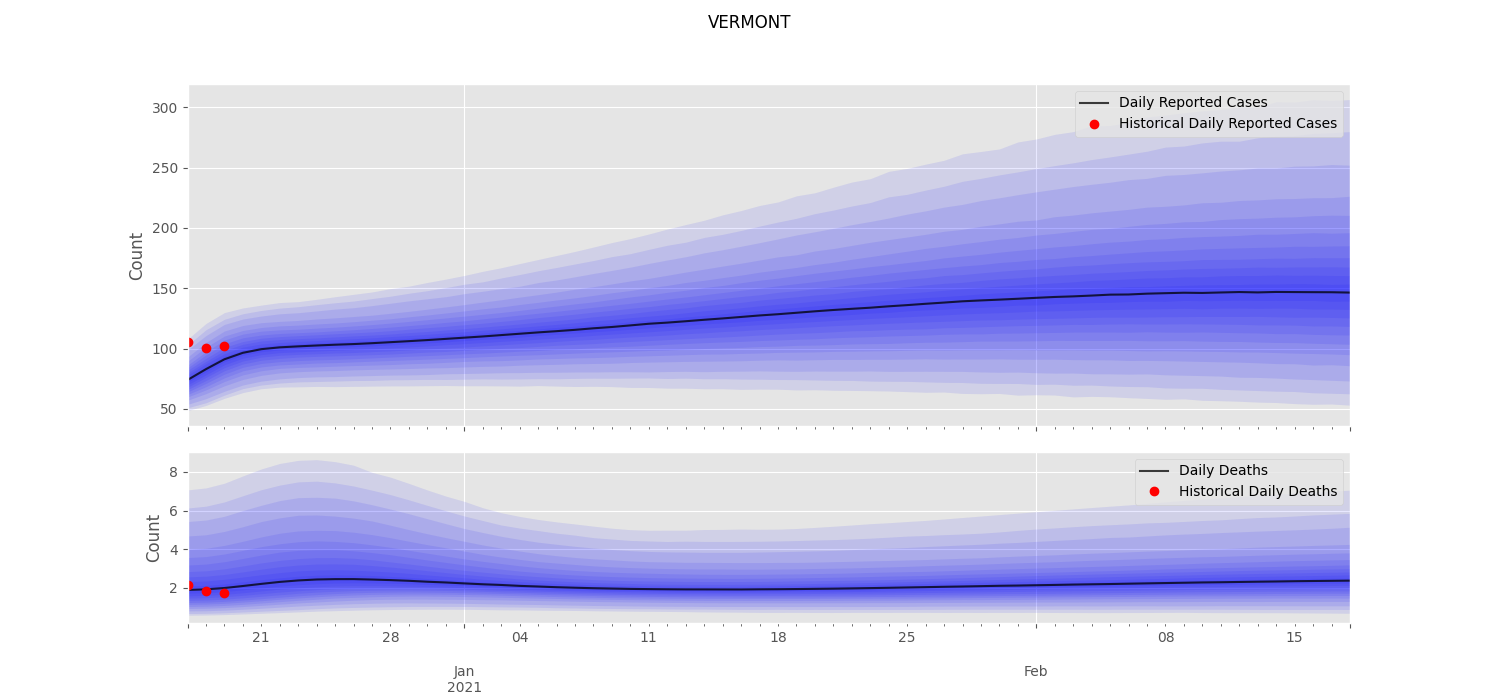 VERMONT
Daily Reported Cases
Historical Daily Reported Cases
300
250
200
150
100
50
Count
Daily Deaths
Historical Daily Deaths
8
6
4
2
Count
21 28 04 11 18 25 08 15
Jan Feb
2021